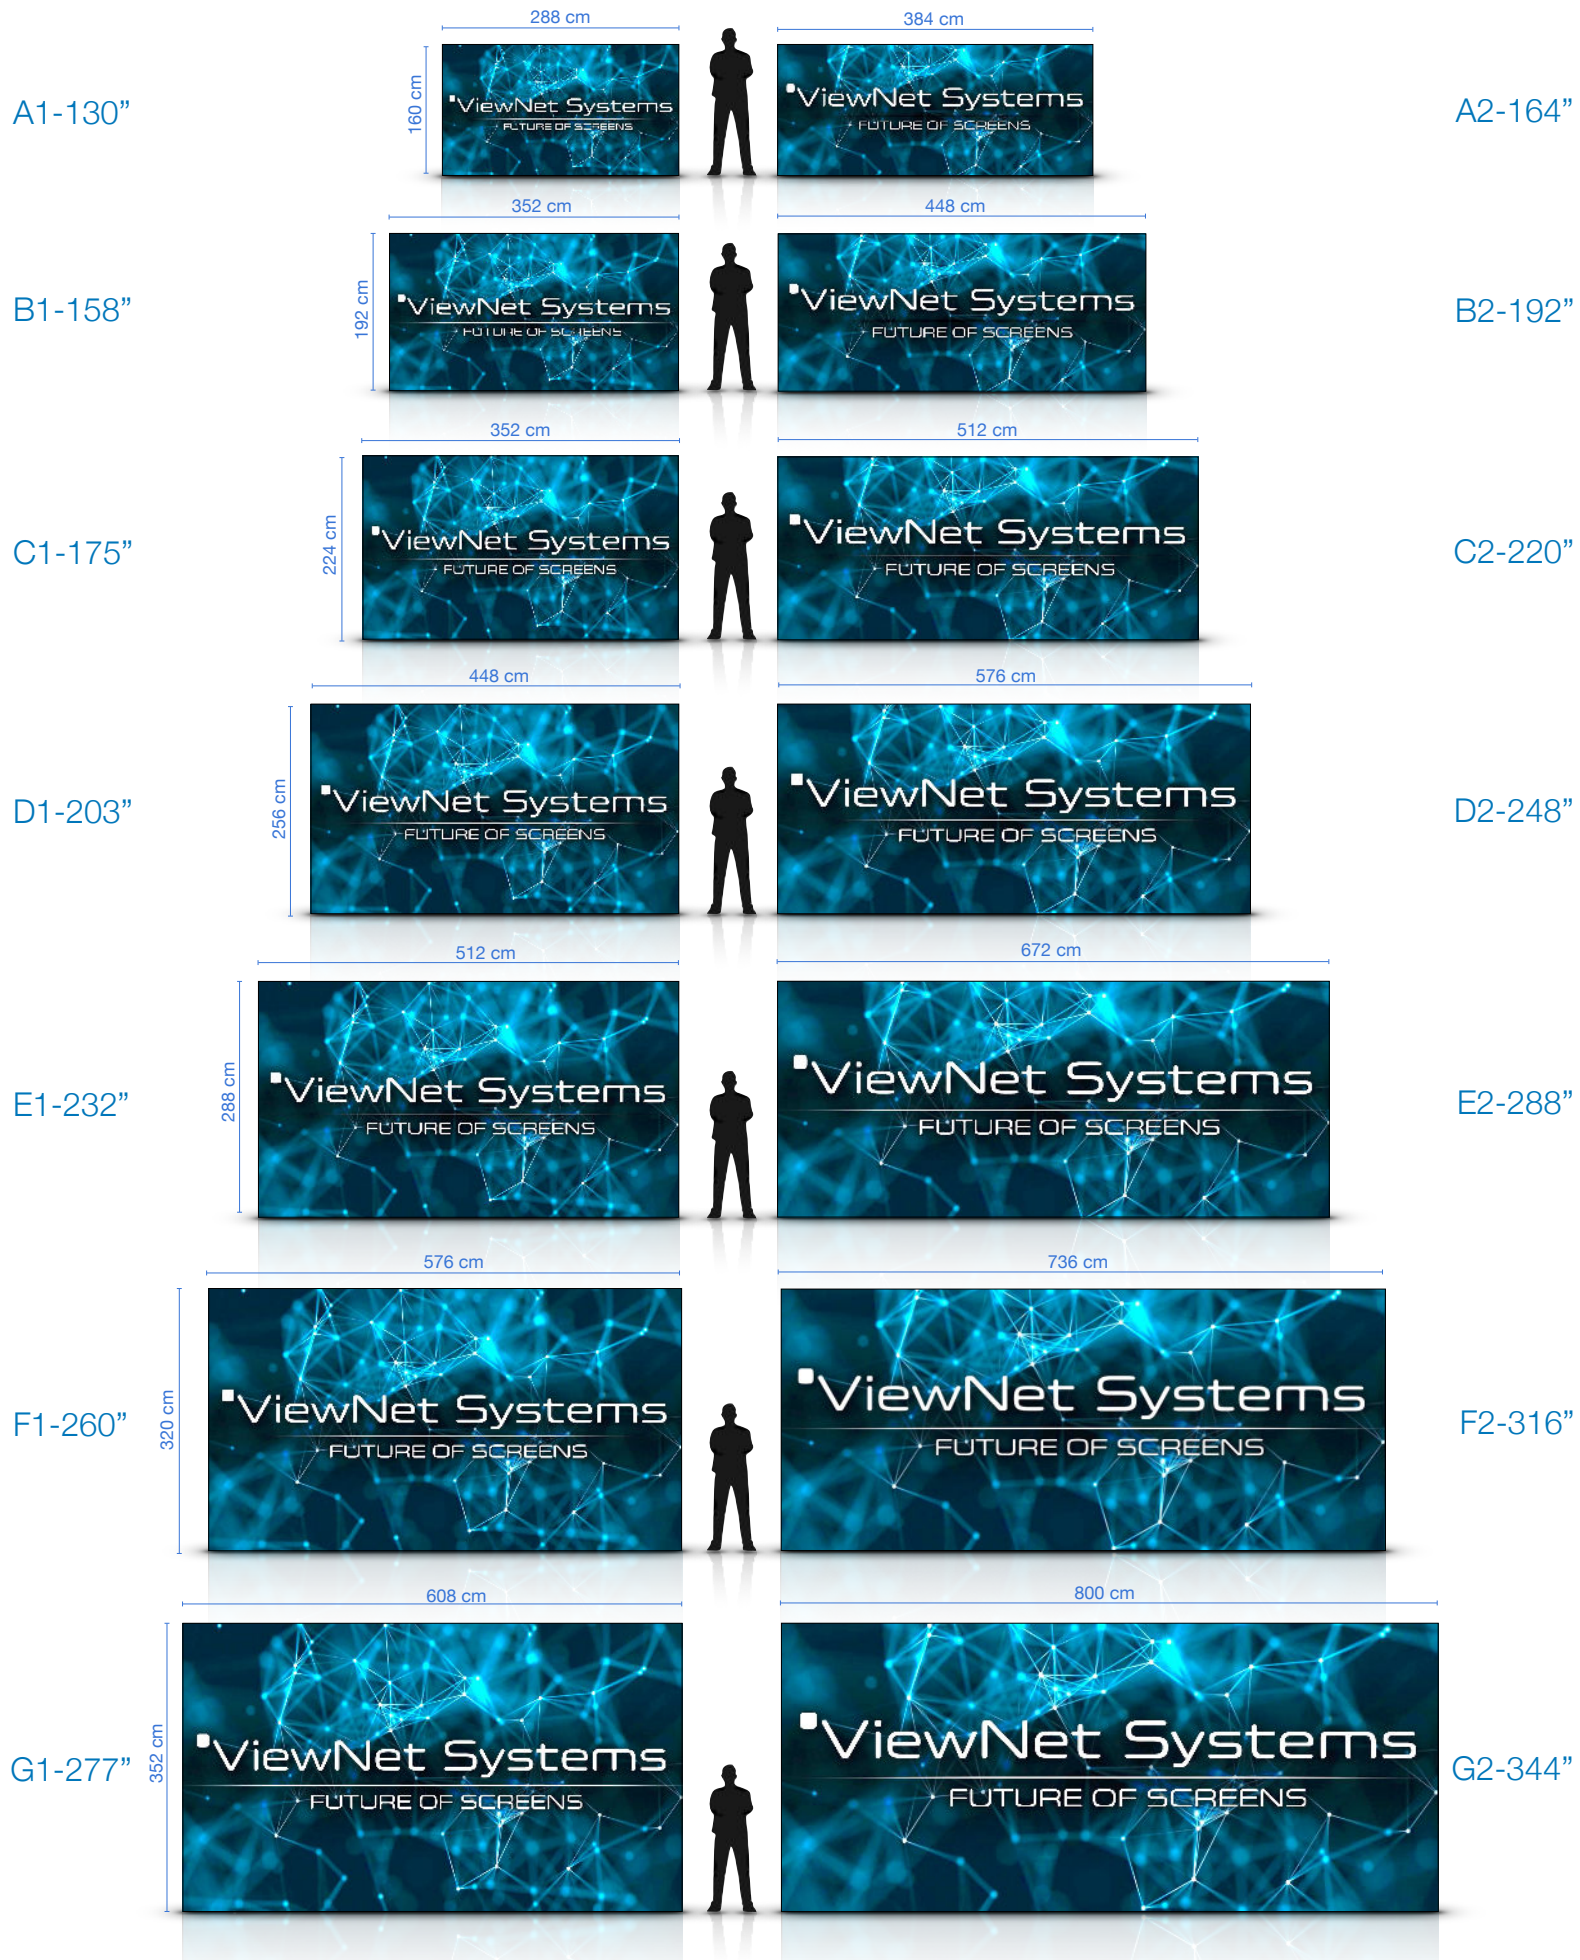 288 cm
384 cm
A1-130”
160 cm
ViewNet Systems
FUTURE OF SCREENS
ViewNet Systems
FUTURE OF SCREENS
A2-164”
352 cm
448 cm
B1-158”
192 cm
ViewNet Systems
FUTURE OF SCREENS
ViewNet Systems
FUTURE OF SCREENS
B2-192”
352 cm
512 cm
C1-175”
224 cm
ViewNet Systems
FUTURE OF SCREENS
ViewNet Systems
FUTURE OF SCREENS
C2-220”
448 cm
576 cm
D1-203”
256 cm
ViewNet Systems
FUTURE OF SCREENS
ViewNet Systems
FUTURE OF SCREENS
D2-248”
512 cm
672 cm
E1-232”
288 cm
ViewNet Systems
FUTURE OF SCREENS
ViewNet Systems
FUTURE OF SCREENS
E2-288”
576 cm
736 cm
F1-260”
320 cm
ViewNet Systems
FUTURE OF SCREENS
ViewNet Systems
FUTURE OF SCREENS
F2-316”
608 cm
800 cm
G1-277”
352 cm
ViewNet Systems
FUTURE OF SCREENS
ViewNet Systems
FUTURE OF SCREENS
G2-344”